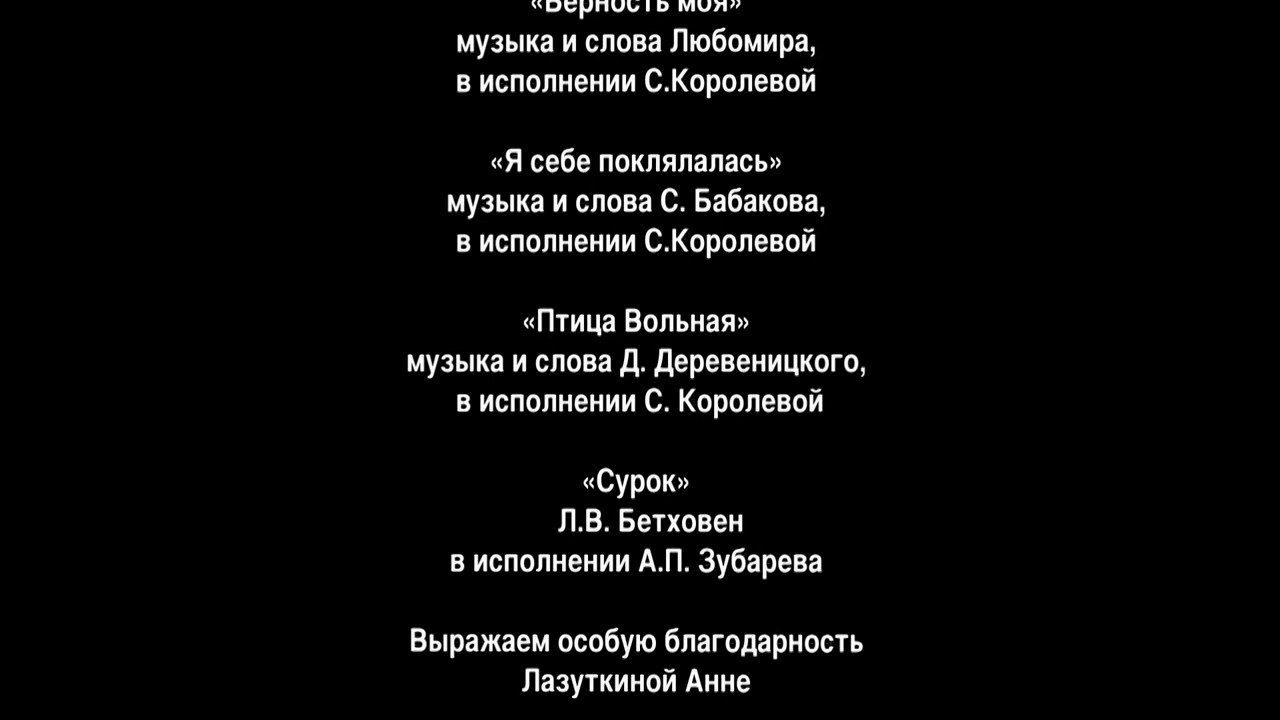 «Верность моя»
музыка и слова Любомира,
в исполнении С.Королевой
«Я себе поклялалась»
музыка и слова С. Бабакова,
в исполнении С.Королевой
«Птица Вольная»
музыка и слова Д. Деревеницкого,
в исполнении С. Королевой
«Сурок»
Л.В. Бетховен
в исполнении А.П. Зубарева
Выражаем особую благодарность
Лазуткиной Анне